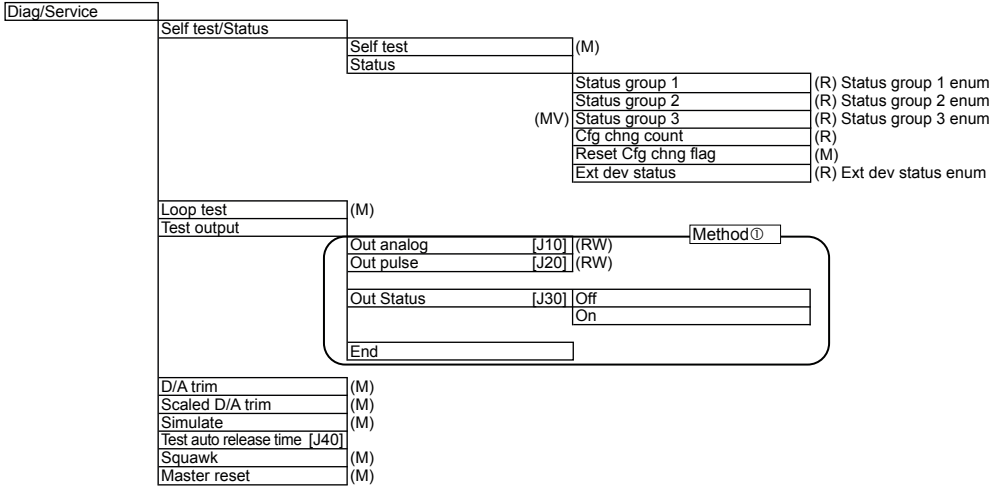 Diag/Service
Self test/Status
Self test (M)
Status
Status group 1 (R) Status group 1 enum
Status group 2 (R) Status group 2 enum
(MV) Status group 3 (R) Status group 3 enum
Cfg chng count (R)
Reset Cfg chng flag (M)
Ext dev status (R) Ext dev status enum
Loop test (M)
Test output
Method①
Out analog [J10] (RW)
Out pulse [J20] (RW)
Out Status [J30] Off
On
End
D/A trim (M)
Scaled D/A trim (M)
Simulate (M)
Test auto release time [J40]
Squawk (M)
Master reset (M)